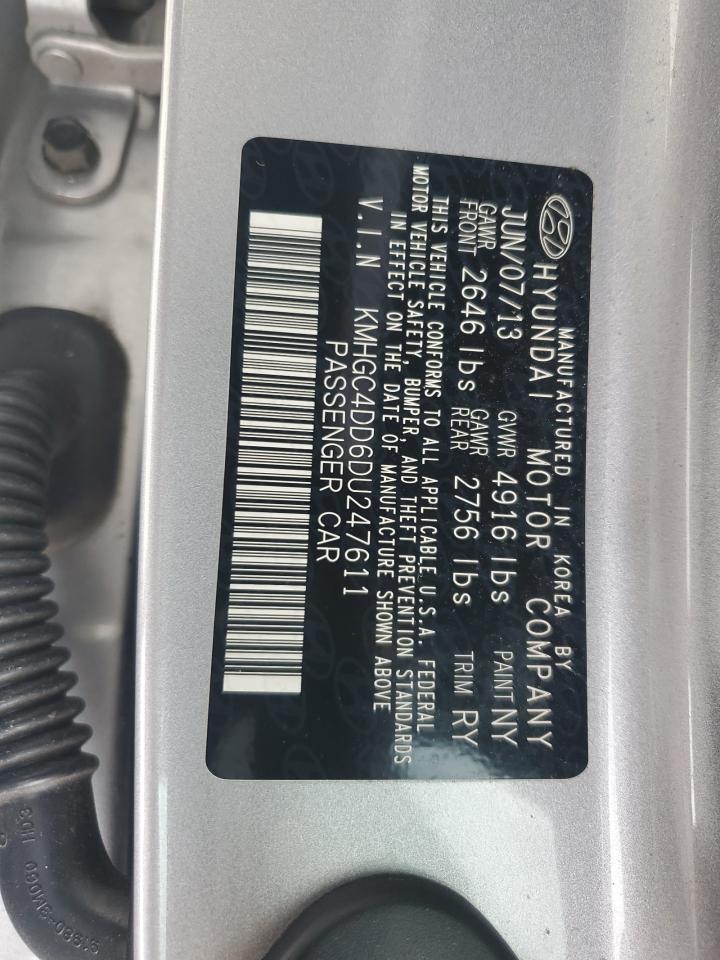 MANUFACTURED IN KOREA BY
HYUNDAI MOTOR COMPANY
JUN/07/13 GVWR 4916 lbs PAINT NY
GAWR FRONT 2646 lbs GAWR REAR 2756 lbs TRIM RY
THIS VEHICLE CONFORMS TO ALL APPLICABLE U.S.A. FEDERAL
MOTOR VEHICLE SAFETY, BUMPER, AND THEFT PREVENTION STANDARDS
IN EFFECT ON THE DATE OF MANUFACTURE SHOWN ABOVE
V.I.N KMHGC4DD6DU247611
PASSENGER CAR